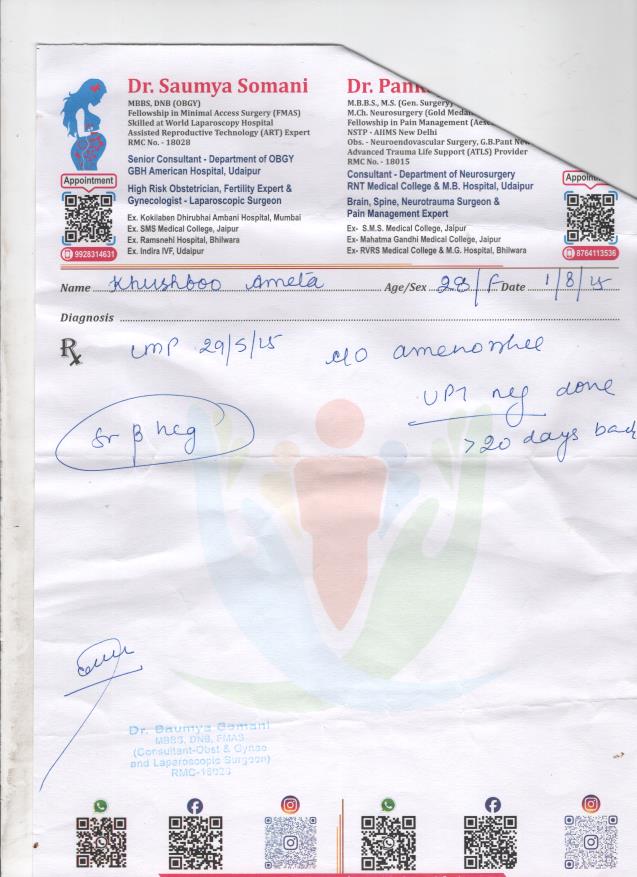 Dr. Saumya Somani
MBBS, DNB (OBGY)
Fellowship in Minimal Access Surgery (FMAS)
Skilled at World Laparoscopy Hospital
Assisted Reproductive Technology (ART) Expert
RMC No. - 18028
Senior Consultant - Department of OBGY
GBH American Hospital, Udaipur
High Risk Obstetrician, Fertility Expert &
Gynecologist - Laparoscopic Surgeon
Ex. Kokilaben Dhirubhai Ambani Hospital, Mumbai
Ex. SMS Medical College, Jaipur
Ex. Ramsnehi Hospital, Bhilwara
Ex. Indira IVF, Udaipur
Appointment
9928314631
Dr. Pank
M.B.B.S., M.S. (Gen. Surgery)
M.Ch. Neurosurgery (Gold Medal
Fellowship in Pain Management
NSTP - AIIMS New Delhi
Obs. - Neuroendovascular Surgery, G.B.Pant New
Advanced Trauma Life Support (ATLS) Provider
RMC No. - 18015
Consultant - Department of Neurosurgery
RNT Medical College & M.B. Hospital, Udaipur
Brain, Spine, Neurotrauma Surgeon &
Pain Management Expert
Ex- S.M.S. Medical College, Jaipur
Ex- Mahatma Gandhi Medical College, Jaipur
Ex- RVRS Medical College & M.G. Hospital, Bhilwara
Appoin
8764113536
Name Khushboo Ameta Age/Sex 28/F Date 1/8/25
Diagnosis
Rx LMP 29/5/25 H/O amenorrhee
UPT neg done
>20 days back
Sr β hcg
Dr. Saumya Somani
MBBS, DNB, FMAS
(Consultant-Obst & Gynae
and Laparoscopic Surgeon)
RMC-18028